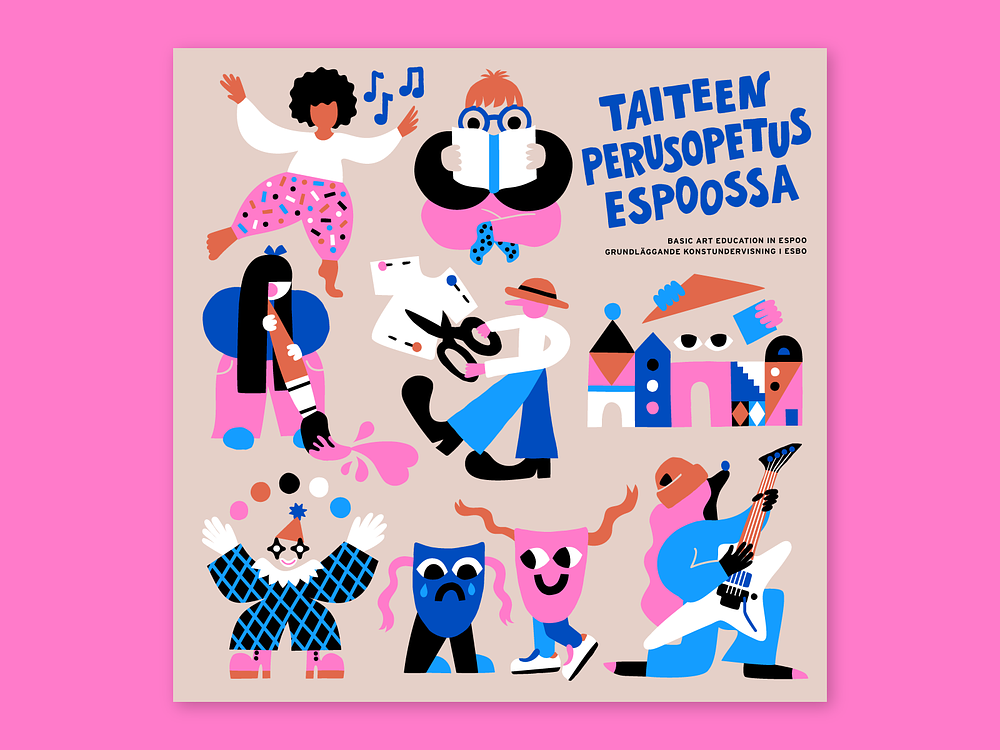 TAITEEN
PERUSOPETUS
ESPOOSSA
BASIC ART EDUCATION IN ESPOO
GRUNDLÄGGANDE KONSTUNDERVISNING I ESBO